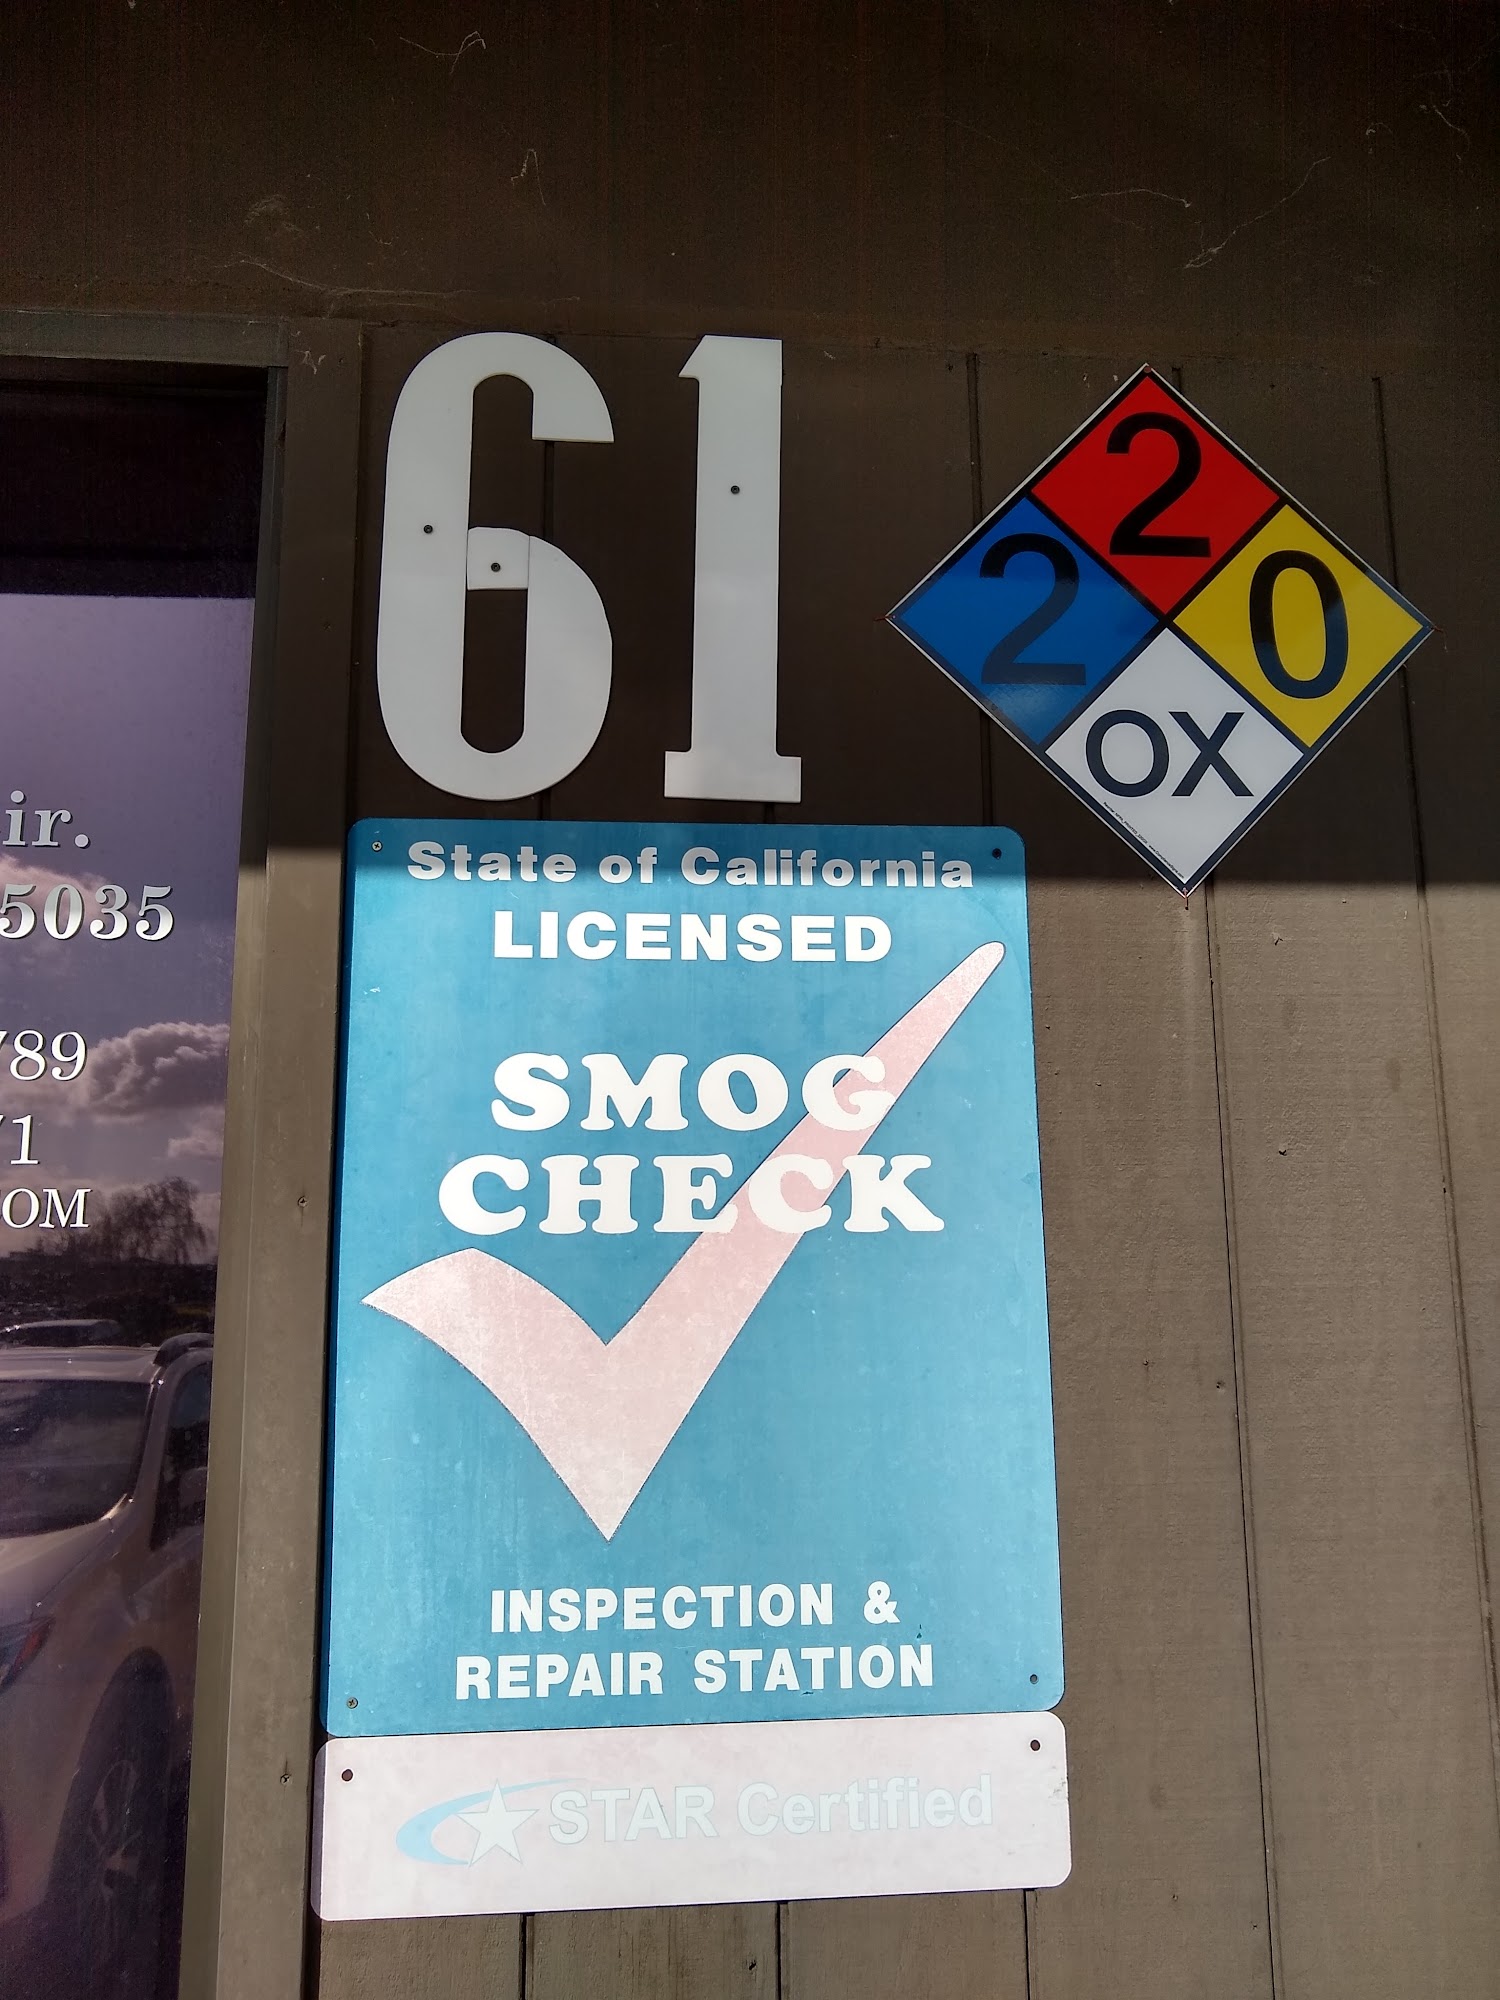 61
2
2
0
OX
ir.
5035
789
71
OM
State of California
LICENSED
SMOG
CHECK
INSPECTION &
REPAIR STATION
STAR Certified